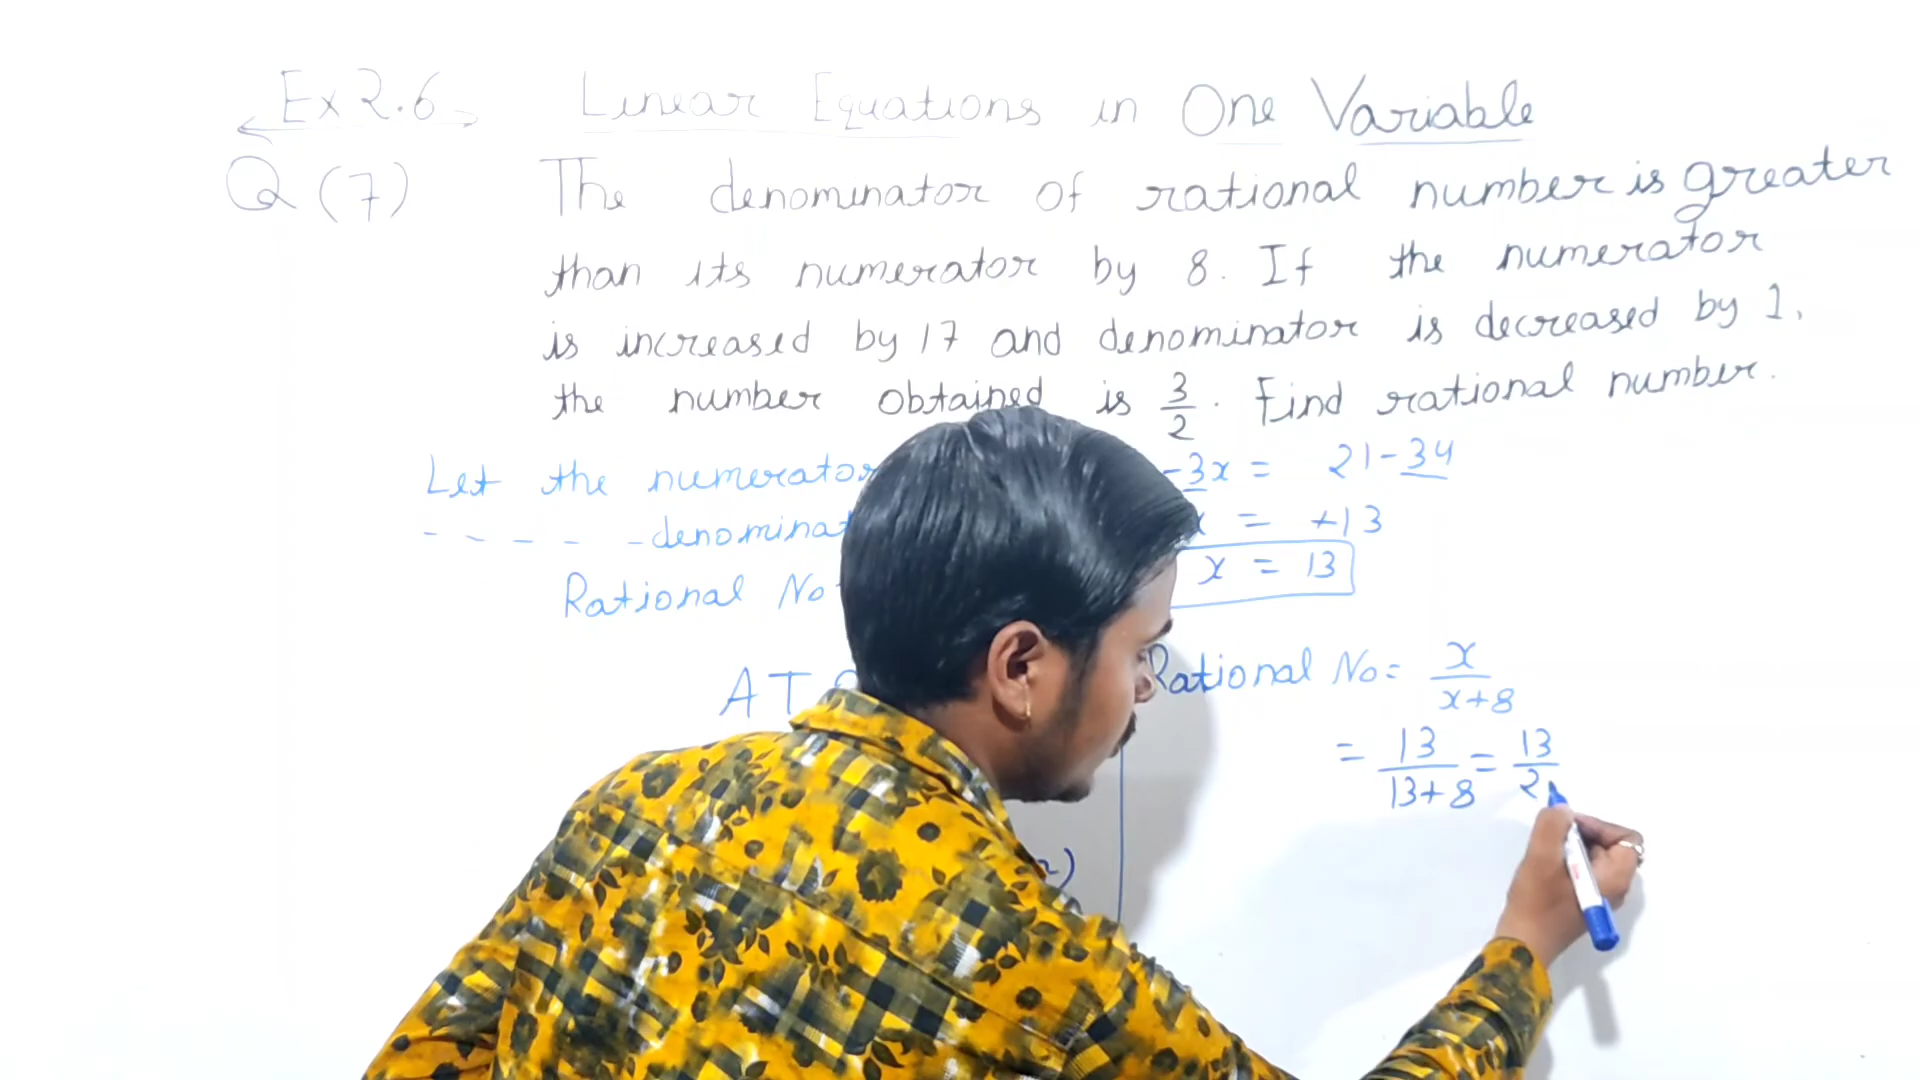 Ex 2.6 Linear Equations in One Variable
Q (7) The denominator of rational number is greater
than its numerator by 8. If the numerator
is increased by 17 and denominator is decreased by 1,
the number obtained is 3/2. Find rational number.
Let the numerator
- - - - - denominat
Rational No
A T
-3x = 21-34
x = +13
x = 13
Rational No = x/x+8
= 13/13+8 = 13/2